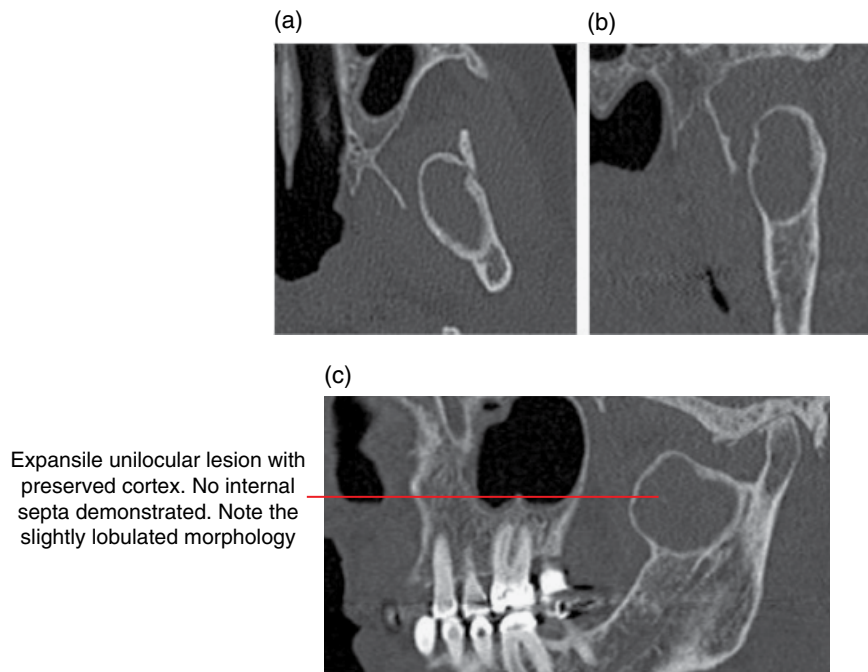 (a)
(b)
(c)
Expansile unilocular lesion with
preserved cortex. No internal
septa demonstrated. Note the
slightly lobulated morphology